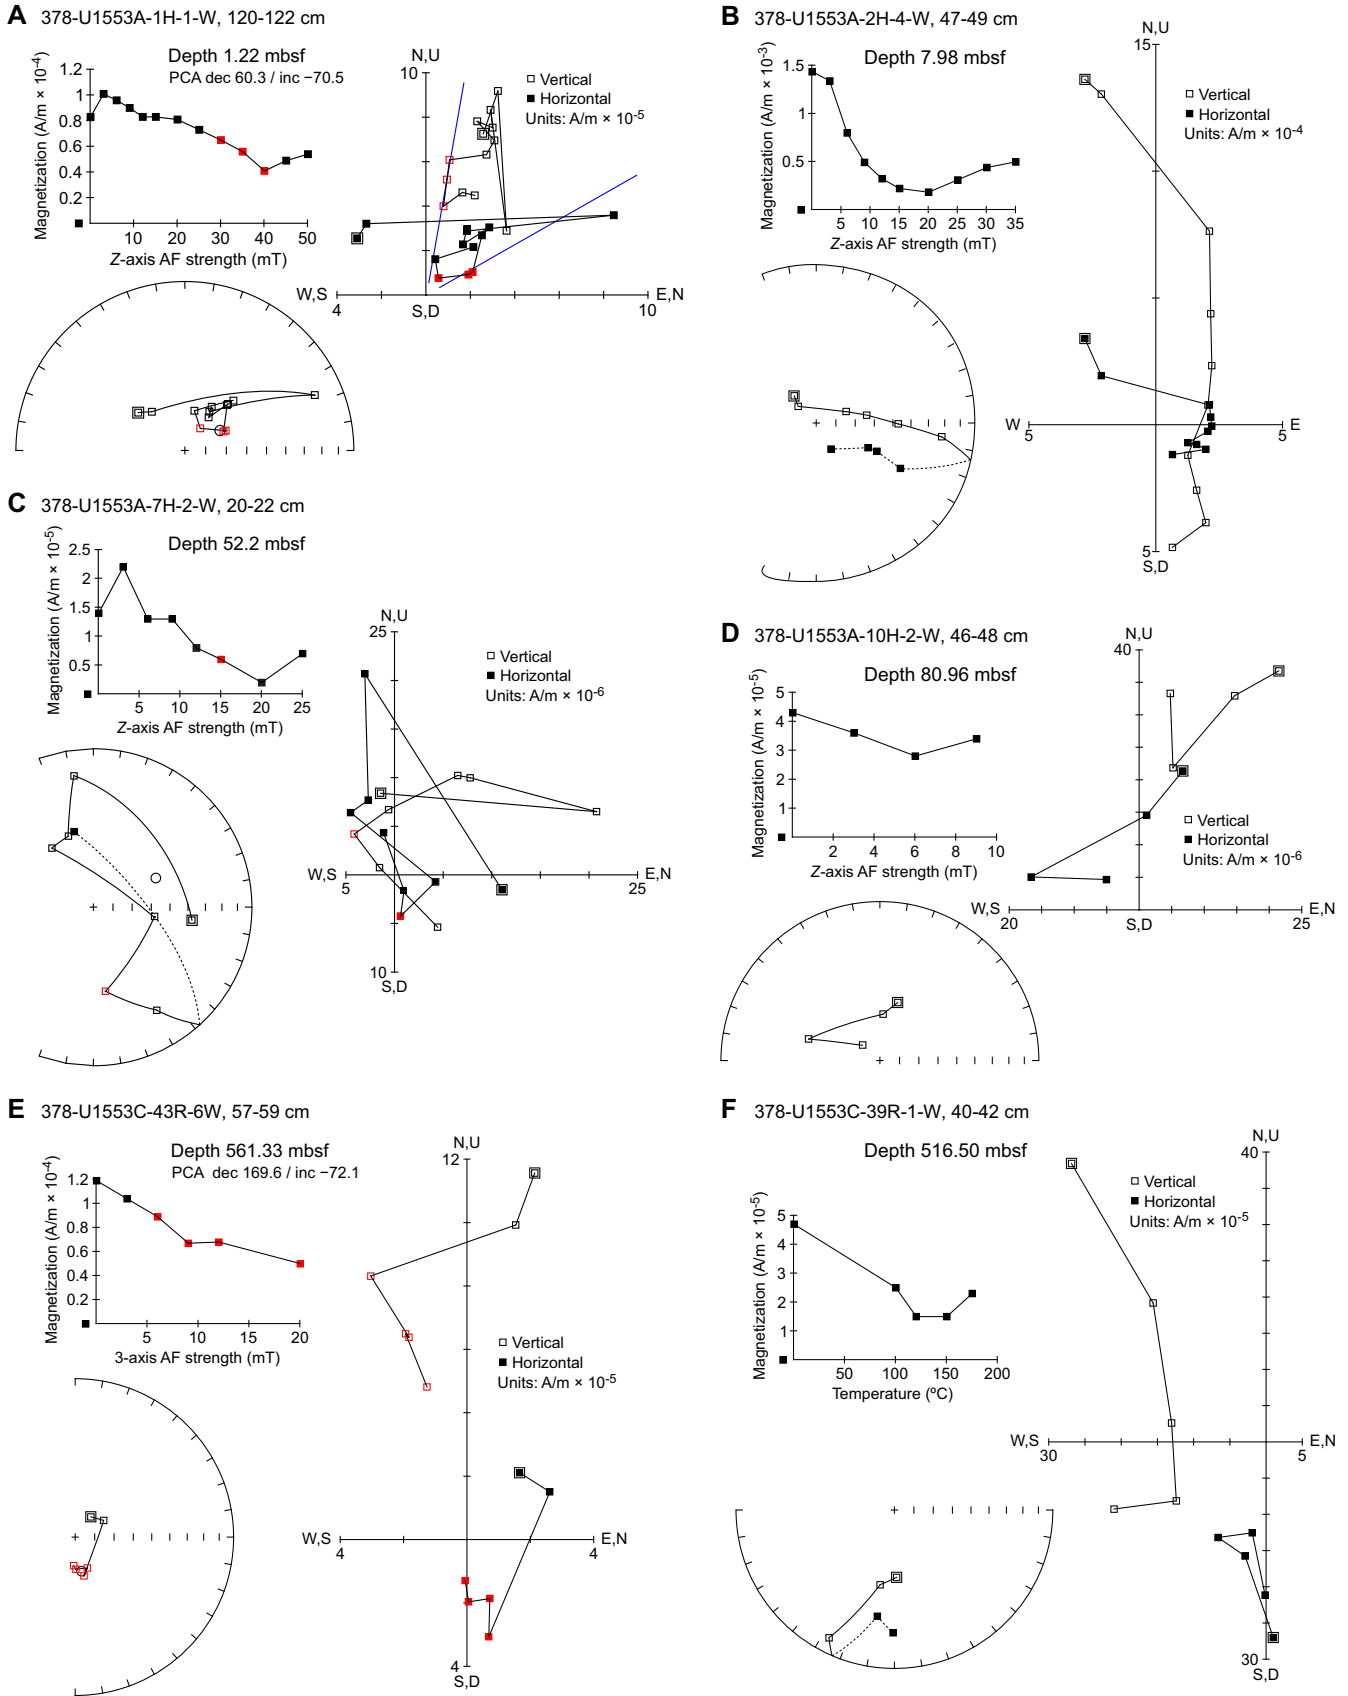 A 378-U1553A-1H-1-W, 120-122 cm
Depth 1.22 mbsf
PCA dec 60.3 / inc −70.5
Magnetization (A/m × 10-4)
1.2
1
0.8
0.6
0.4
0.2
10 20 30 40 50
Z-axis AF strength (mT)
N,U
10
Vertical
Horizontal
Units: A/m × 10-5
W,S
E,N
4
S,D
10
B 378-U1553A-2H-4-W, 47-49 cm
Depth 7.98 mbsf
Magnetization (A/m × 10-3)
1.5
1
0.5
5 10 15 20 25 30 35
Z-axis AF strength (mT)
N,U
15
Vertical
Horizontal
Units: A/m × 10-4
W
E
5
5
5
S,D
C 378-U1553A-7H-2-W, 20-22 cm
Depth 52.2 mbsf
Magnetization (A/m × 10-5)
2.5
2
1.5
1
0.5
5 10 15 20 25
Z-axis AF strength (mT)
N,U
25
Vertical
Horizontal
Units: A/m × 10-6
W,S
E,N
5
25
10
S,D
D 378-U1553A-10H-2-W, 46-48 cm
Depth 80.96 mbsf
Magnetization (A/m × 10-5)
5
4
3
2
1
2 4 6 8 10
Z-axis AF strength (mT)
N,U
40
Vertical
Horizontal
Units: A/m × 10-6
W,S
E,N
20
S,D
25
E 378-U1553C-43R-6W, 57-59 cm
Depth 561.33 mbsf
PCA dec 169.6 / inc −72.1
Magnetization (A/m × 10-4)
1.2
1
0.8
0.6
0.4
0.2
5 10 15 20
3-axis AF strength (mT)
N,U
12
Vertical
Horizontal
Units: A/m × 10-5
W,S
E,N
4
4
4
S,D
F 378-U1553C-39R-1-W, 40-42 cm
Depth 516.50 mbsf
Magnetization (A/m × 10-5)
5
4
3
2
1
50 100 150 200
Temperature (ºC)
N,U
40
Vertical
Horizontal
Units: A/m × 10-5
W,S
E,N
30
5
30
S,D